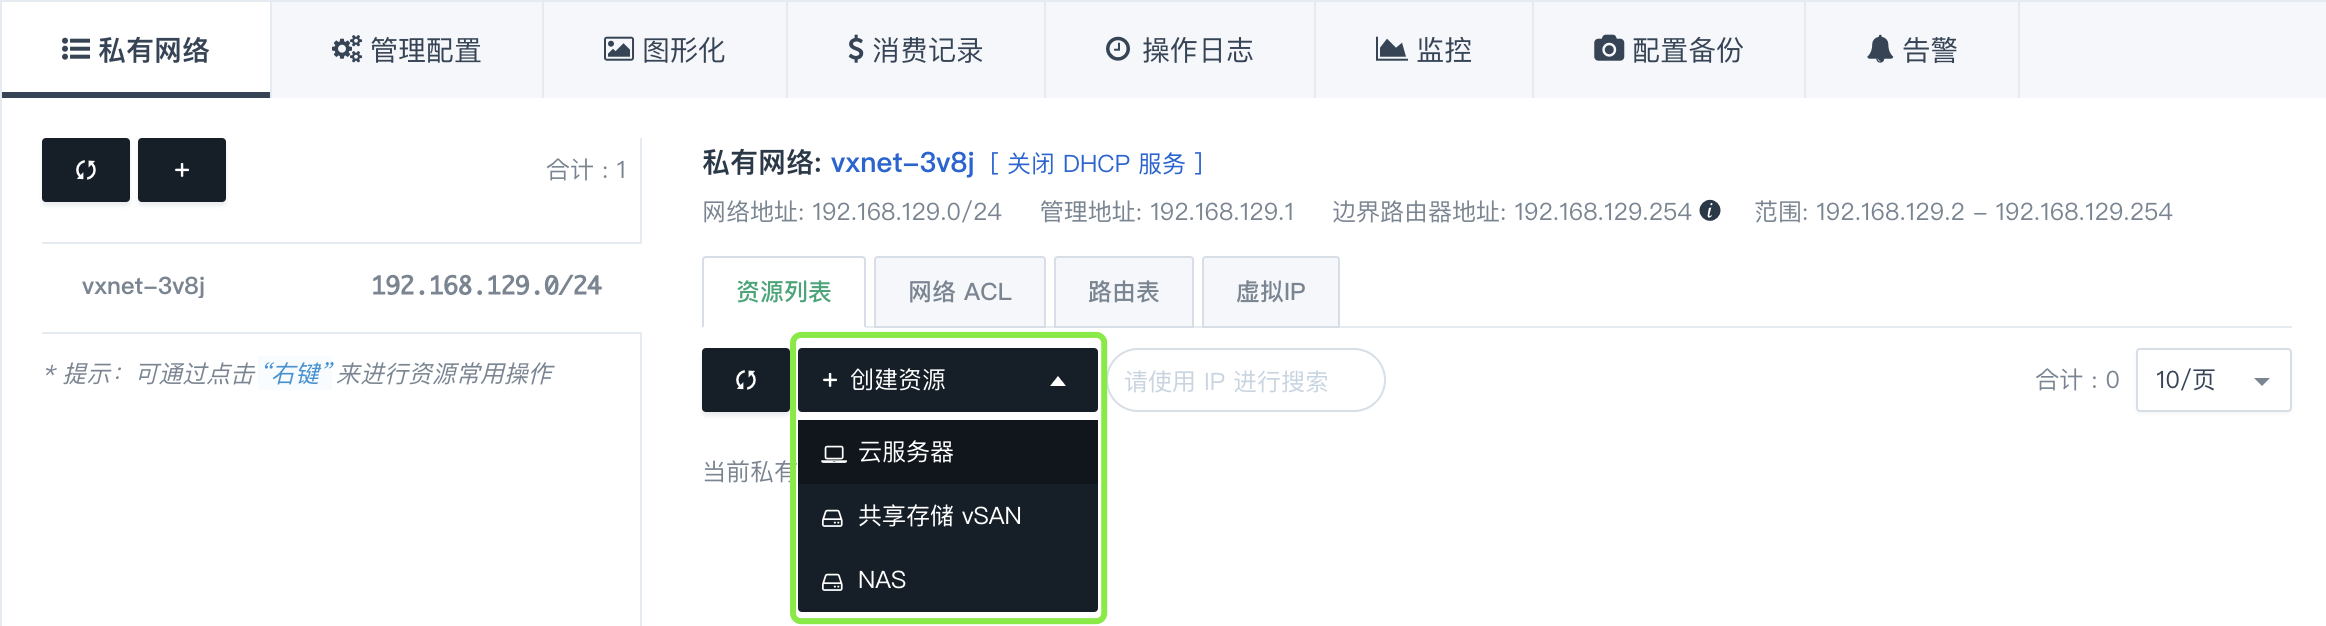 私有网络 管理配置 图形化 $ 消费记录 操作日志 监控 配置备份 告警
+ 合计 : 1
vxnet-3v8j 192.168.129.0/24
* 提示：可通过点击“右键”来进行资源常用操作
私有网络: vxnet-3v8j [ 关闭 DHCP 服务 ]
网络地址: 192.168.129.0/24 管理地址: 192.168.129.1 边界路由器地址: 192.168.129.254 i 范围: 192.168.129.2 - 192.168.129.254
资源列表 网络 ACL 路由表 虚拟IP
+ 创建资源 请使用 IP 进行搜索 合计 : 0 10/页
云服务器
当前私有
共享存储 vSAN
NAS